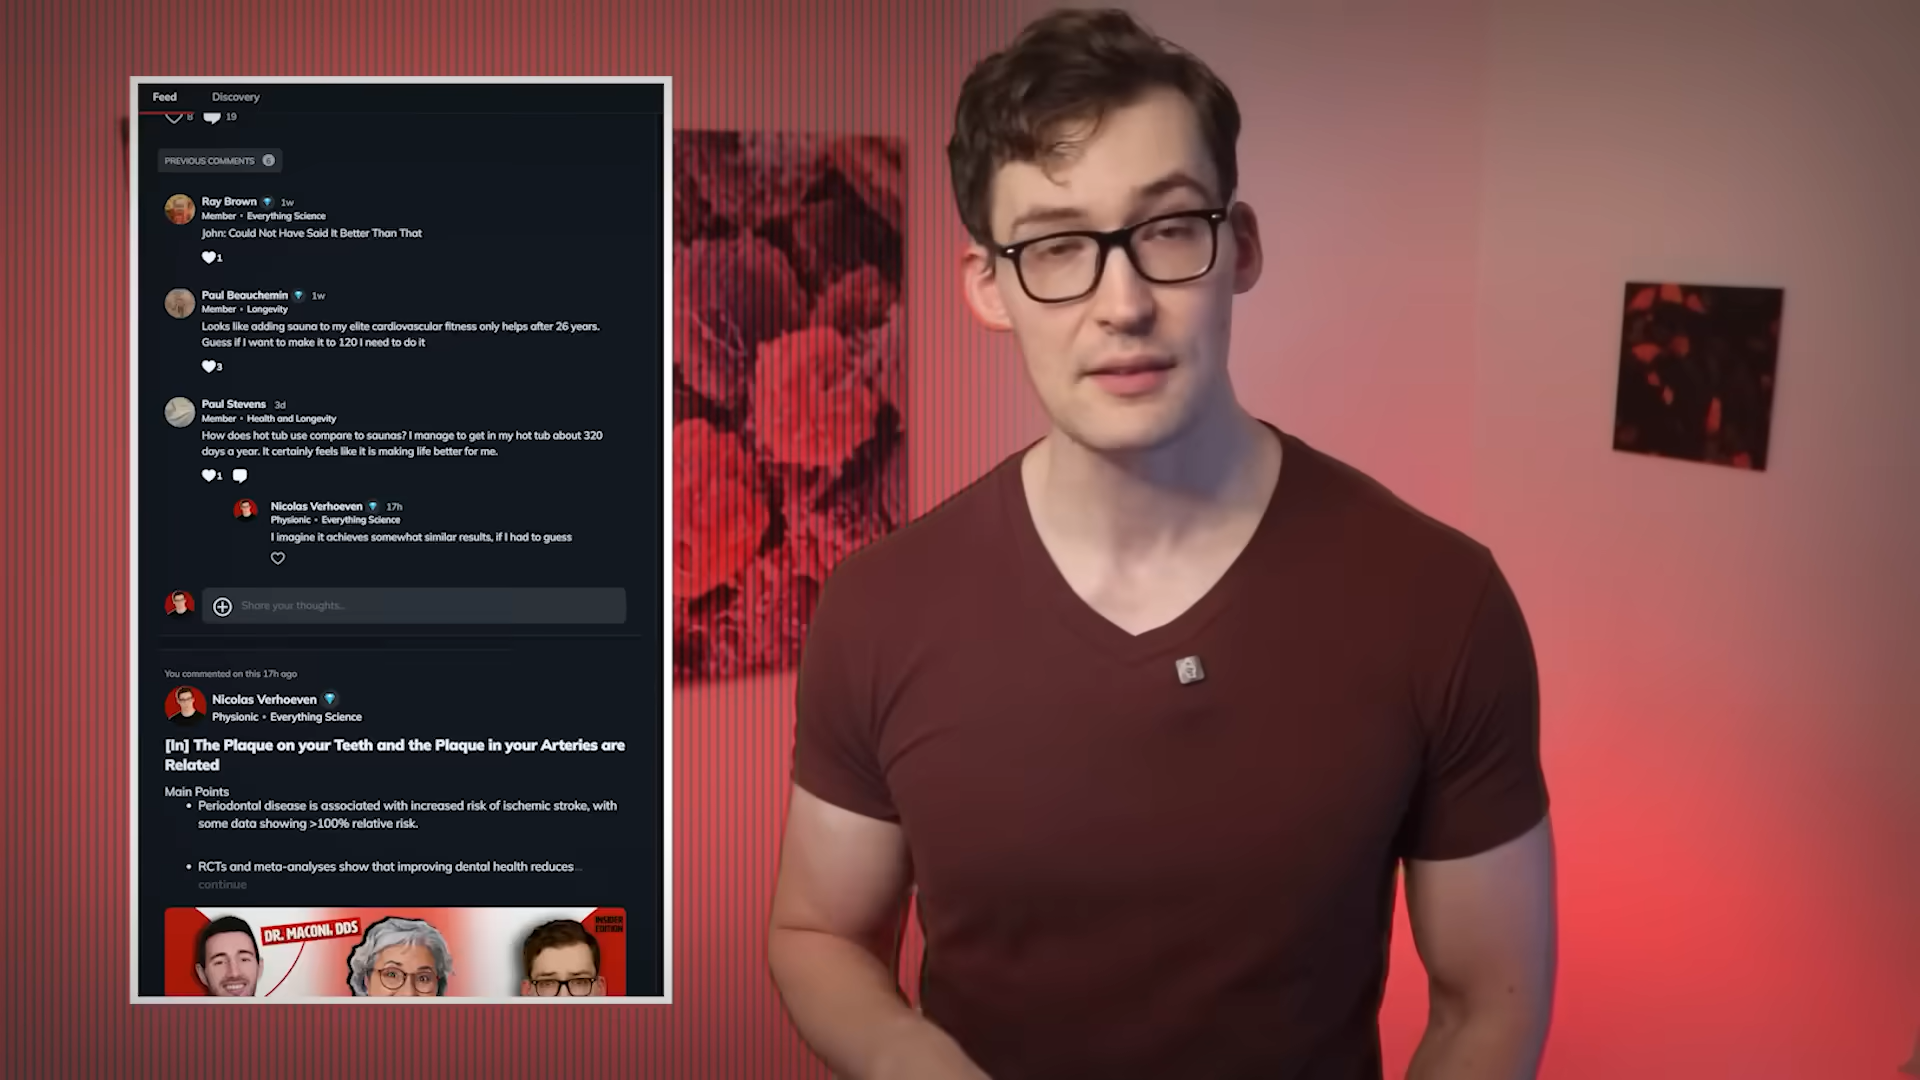 Feed Discovery
8 19
PREVIOUS COMMENTS 6
Ray Brown 1w
Member • Everything Science
John: Could Not Have Said It Better Than That
1
Paul Beauchemin 1w
Member • Longevity
Looks like adding sauna to my elite cardiovascular fitness only helps after 26 years.
Guess if I want to make it to 120 I need to do it
3
Paul Stevens 3d
Member • Health and Longevity
How does hot tub use compare to saunas? I manage to get in my hot tub about 320
days a year. It certainly feels like it is making life better for me.
1
Nicolas Verhoeven 17h
Physionic • Everything Science
I imagine it achieves somewhat similar results, if I had to guess
Share your thoughts...
You commented on this 17h ago
Nicolas Verhoeven
Physionic • Everything Science
[In] The Plaque on your Teeth and the Plaque in your Arteries are
Related
Main Points
• Periodontal disease is associated with increased risk of ischemic stroke, with
some data showing >100% relative risk.
• RCTs and meta-analyses show that improving dental health reduces...
continue
DR. MACONI, DDS
INSIDER
EDITION